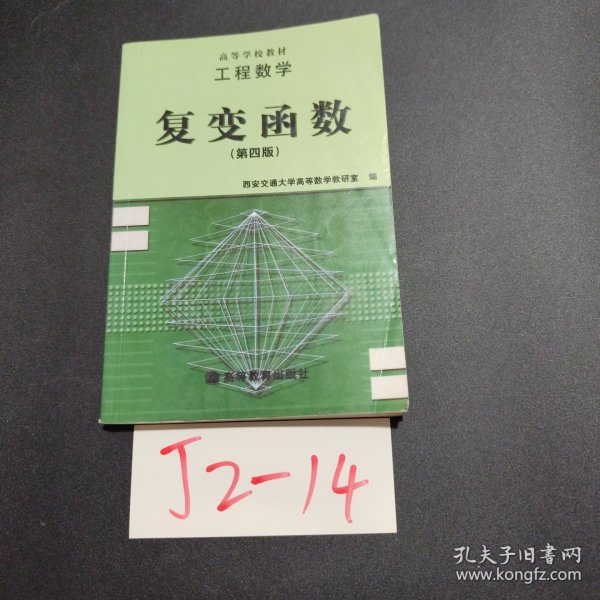 高等学校教材
工程数学
复变函数
(第四版)
西安交通大学高等数学教研室 编
高等教育出版社
J2-14
孔夫子旧书网
www.kongfz.com